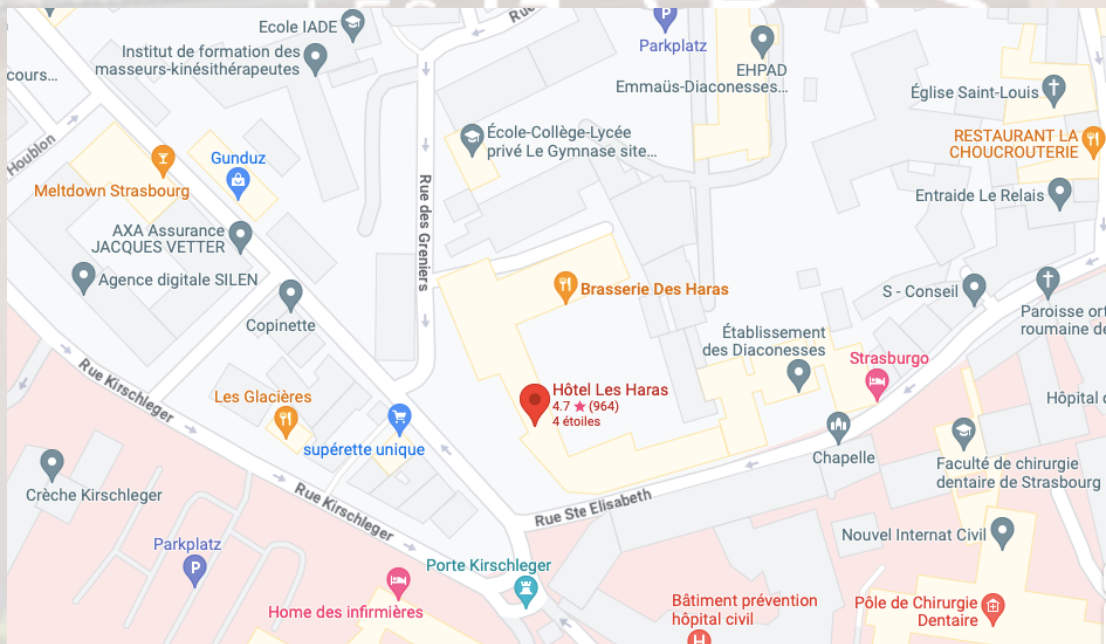 Ecole IADE
Institut de formation des
masseurs-kinésithérapeutes
cours...
Houblon
Gunduz
Meltdown Strasbourg
AXA Assurance
JACQUES VETTER
Agence digitale SILEN
Copinette
Rue des Greniers
Rue
Parkplatz
EHPAD
Emmaüs-Diaconesses...
École-Collège-Lycée
privé Le Gymnase site...
Église Saint-Louis
RESTAURANT LA
CHOUCROUTERIE
Entraide Le Relais
Brasserie Des Haras
S - Conseil
Paroisse ort
roumaine de
Établissement
des Diaconesses
Strasburgo
Hôtel Les Haras
4.7 ★ (964)
4 étoiles
Rue Kirschleger
Les Glacières
supérette unique
Hôpital
Chapelle
Faculté de chirurgie
dentaire de Strasbourg
Crèche Kirschleger
Rue Kirschleger
Rue Ste Elisabeth
Nouvel Internat Civil
Parkplatz
P
Porte Kirschleger
Home des infirmières
Bâtiment prévention
hôpital civil
H
Pôle de Chirurgie
Dentaire